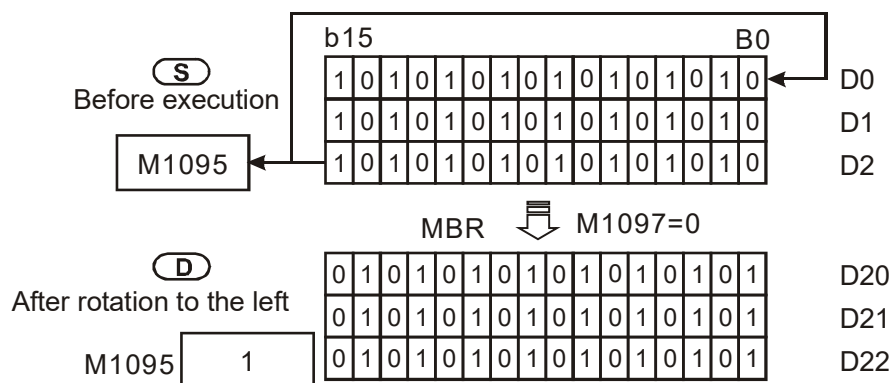 b15 B0
S
1 0 1 0 1 0 1 0 1 0 1 0 1 0 1 0 D0
Before execution
1 0 1 0 1 0 1 0 1 0 1 0 1 0 1 0 D1
M1095 1 0 1 0 1 0 1 0 1 0 1 0 1 0 1 0 D2
MBR M1097=0
D
0 1 0 1 0 1 0 1 0 1 0 1 0 1 0 1 D20
After rotation to the left
0 1 0 1 0 1 0 1 0 1 0 1 0 1 0 1 D21
M1095 1 0 1 0 1 0 1 0 1 0 1 0 1 0 1 0 1 D22